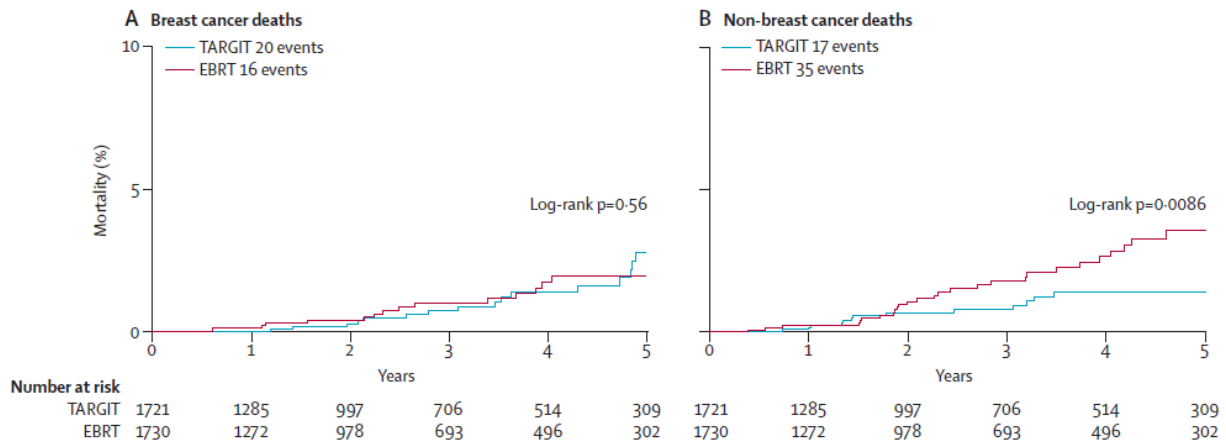 A Breast cancer deaths
10
TARGIT 20 events
EBRT 16 events
Mortality (%)
5
Log-rank p=0·56
0
0 1 2 3 4 5
Years
B Non-breast cancer deaths
TARGIT 17 events
EBRT 35 events
Log-rank p=0·0086
0 1 2 3 4 5
Years
Number at risk
TARGIT 1721 1285 997 706 514 309 1721 1285 997 706 514 309
EBRT 1730 1272 978 693 496 302 1730 1272 978 693 496 302